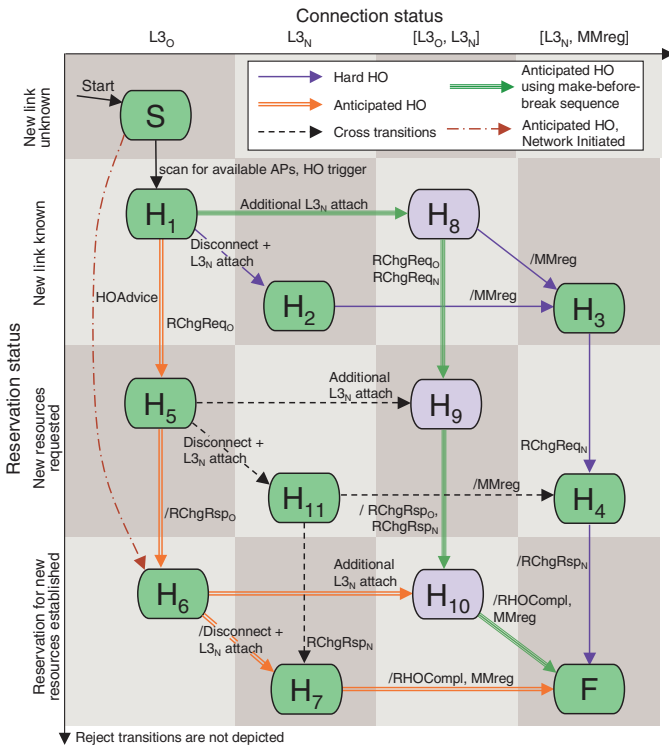 Connection status
L3O
L3N
[L3O, L3N]
[L3N, MMreg]
Reservation status
New link
unknown
New link known
New resources
requested
Reservation for new
resources established
Start
Hard HO
Anticipated HO
Cross transitions
Anticipated HO
using make-before-
break sequence
Anticipated HO,
Network Initiated
S
scan for available APs, HO trigger
H1
Additional L3N attach
H8
Disconnect +
L3N attach
RChgReqO
RChgReqN
/MMreg
HOAdvice
RChgReqO
H2
/MMreg
H3
H5
Additional
L3N attach
H9
Disconnect +
L3N attach
RChgReqN
H11
/MMreg
H4
/RChgRspO
/ RChgRspO,
RChgRspN
/RChgRspN
H6
Additional
L3N attach
H10
/Disconnect +
L3N attach
RChgRspN
/RHOCompl,
MMreg
H7
/RHOCompl, MMreg
F
Reject transitions are not depicted